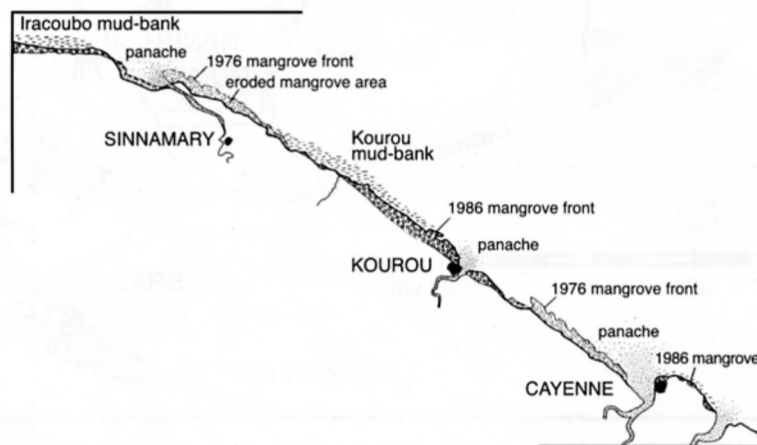 Iracoubo mud-bank
panache
1976 mangrove front
eroded mangrove area
SINNAMARY
Kourou
mud-bank
1986 mangrove front
panache
KOUROU
1976 mangrove front
panache
1986 mangrove
CAYENNE